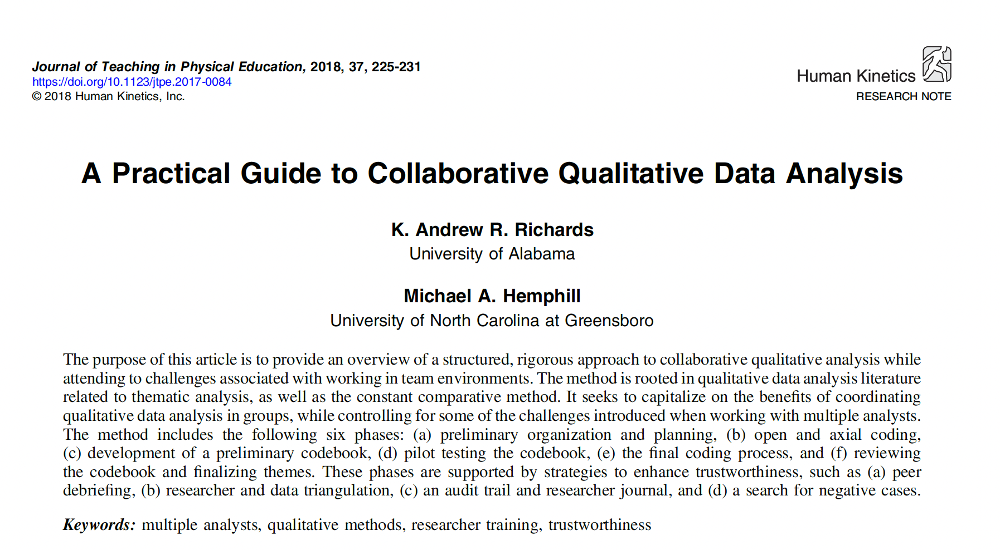 Journal of Teaching in Physical Education, 2018, 37, 225-231
https://doi.org/10.1123/jtpe.2017-0084
© 2018 Human Kinetics, Inc.
Human Kinetics
RESEARCH NOTE
A Practical Guide to Collaborative Qualitative Data Analysis
K. Andrew R. Richards
University of Alabama
Michael A. Hemphill
University of North Carolina at Greensboro
The purpose of this article is to provide an overview of a structured, rigorous approach to collaborative qualitative analysis while
attending to challenges associated with working in team environments. The method is rooted in qualitative data analysis literature
related to thematic analysis, as well as the constant comparative method. It seeks to capitalize on the benefits of coordinating
qualitative data analysis in groups, while controlling for some of the challenges introduced when working with multiple analysts.
The method includes the following six phases: (a) preliminary organization and planning, (b) open and axial coding,
(c) development of a preliminary codebook, (d) pilot testing the codebook, (e) the final coding process, and (f) reviewing
the codebook and finalizing themes. These phases are supported by strategies to enhance trustworthiness, such as (a) peer
debriefing, (b) researcher and data triangulation, (c) an audit trail and researcher journal, and (d) a search for negative cases.
Keywords: multiple analysts, qualitative methods, researcher training, trustworthiness